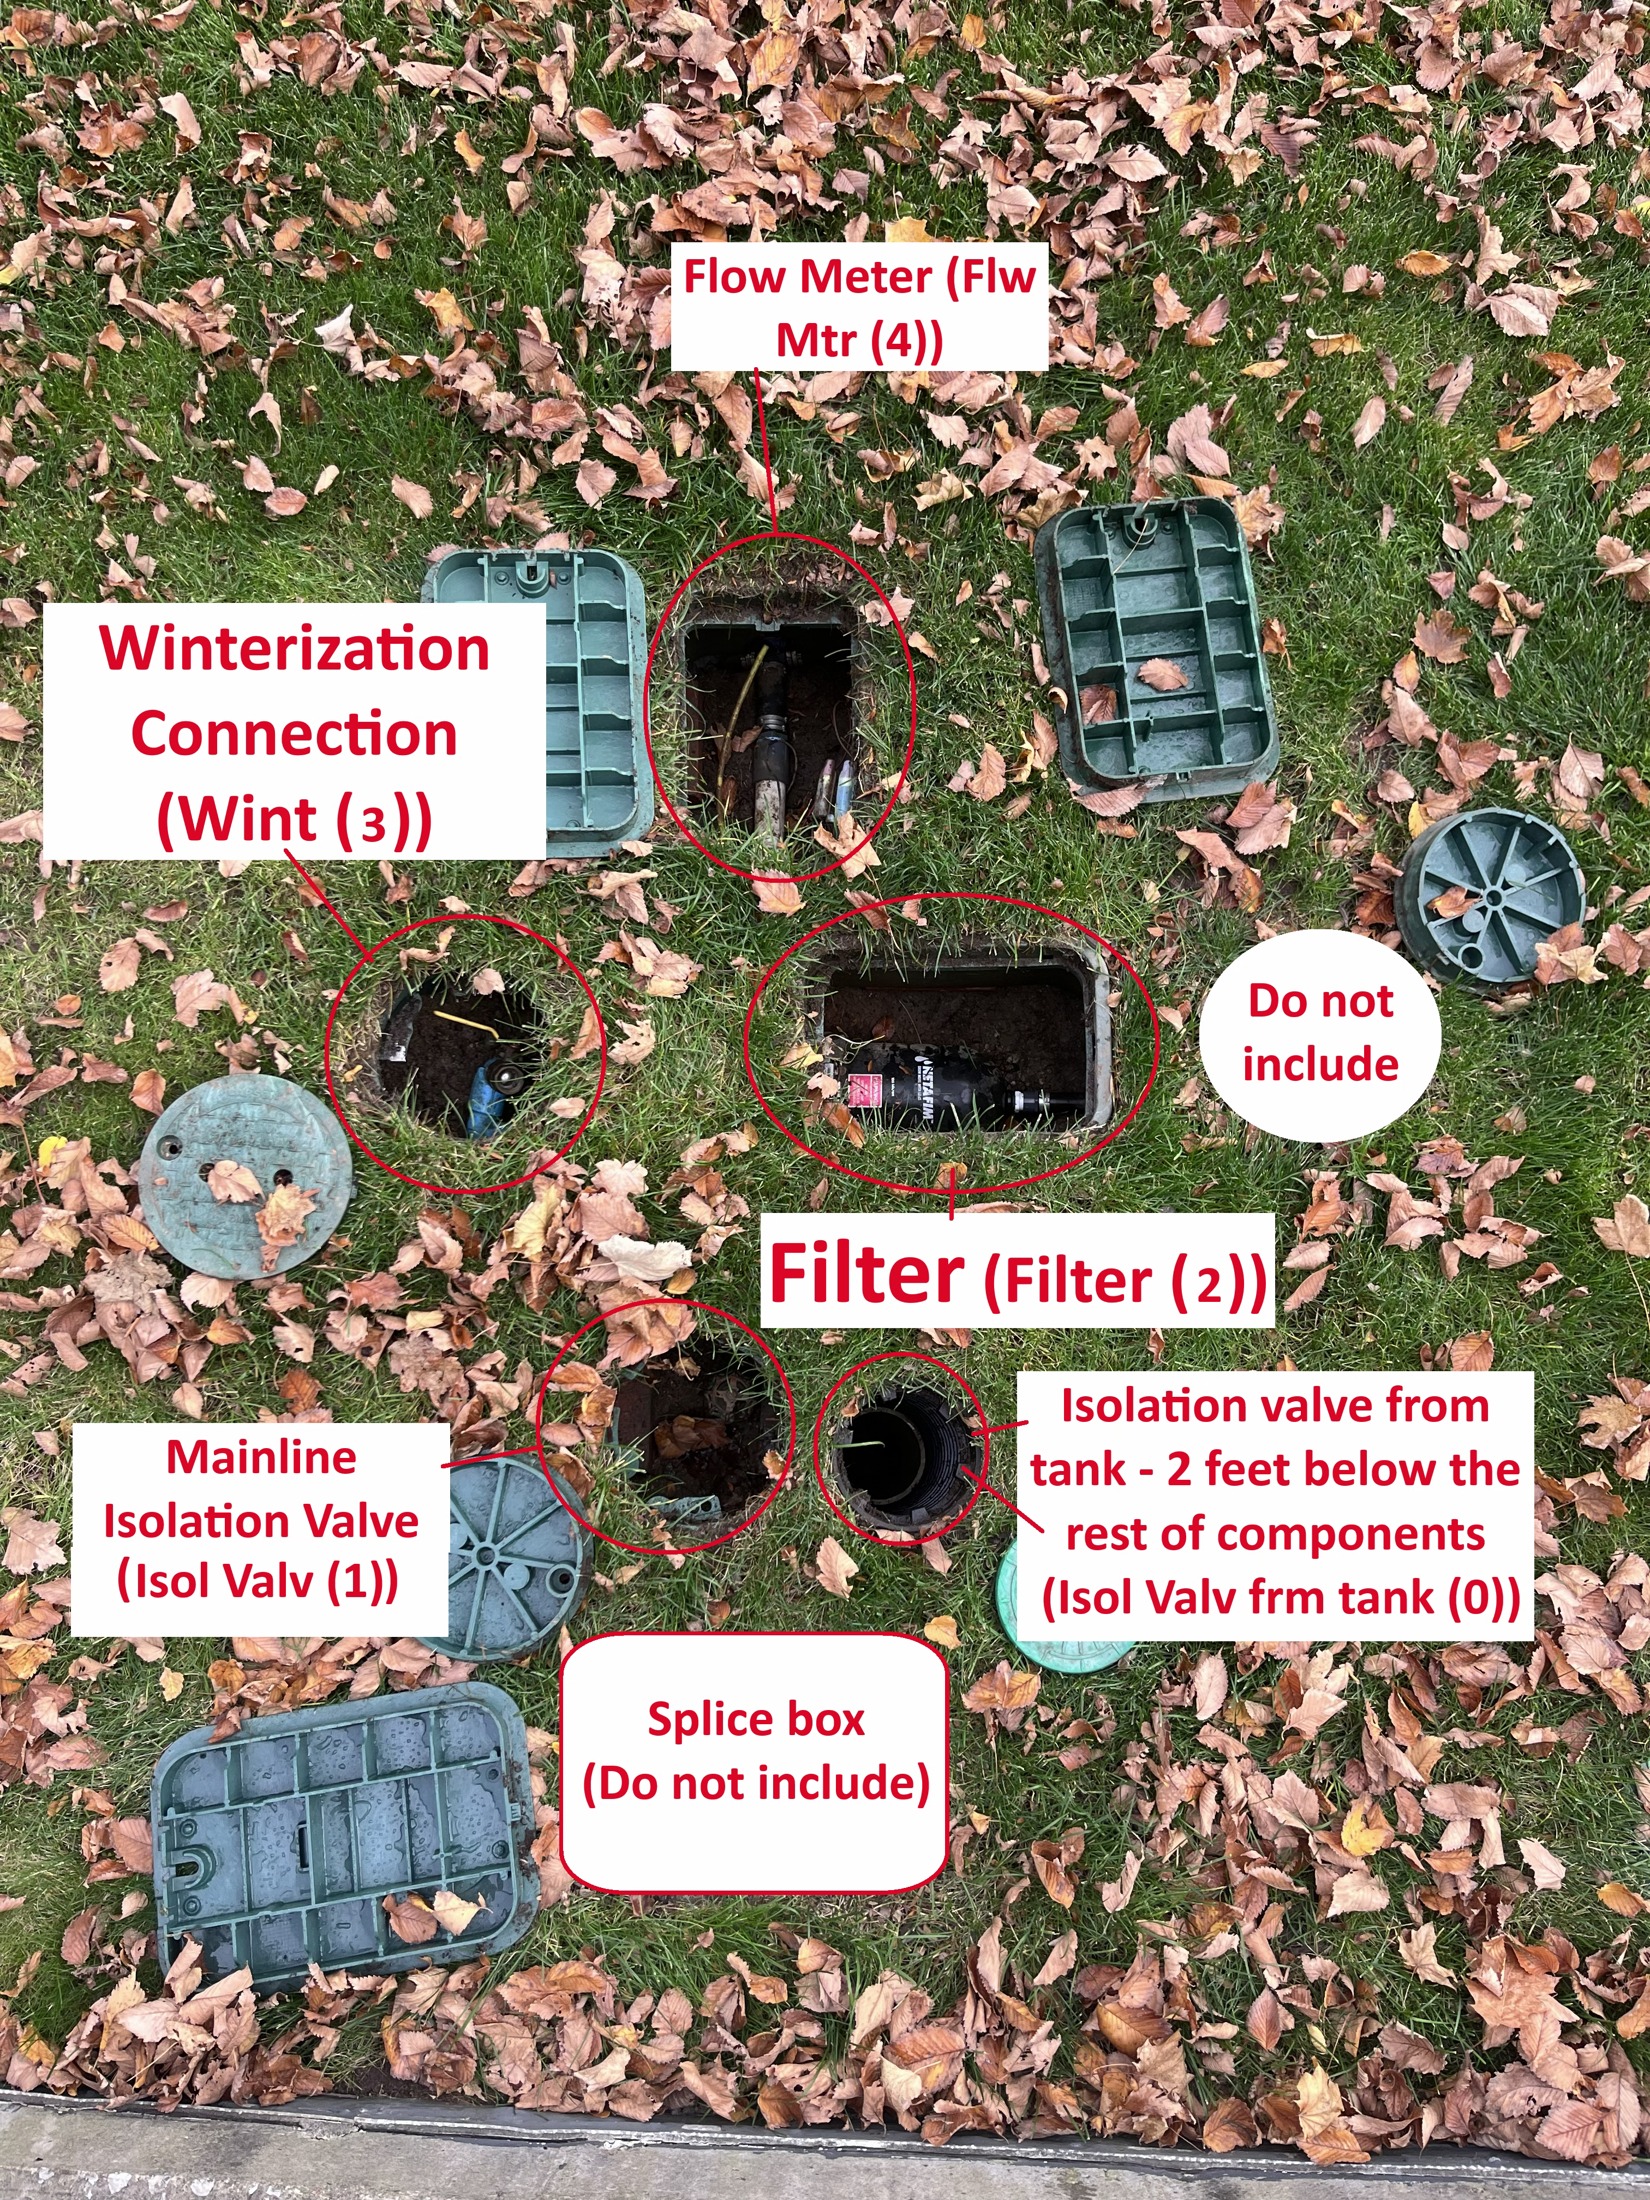 Flow Meter (Flw
Mtr (4))
Winterization
Connection
(Wint (3))
Do not
include
INSTAFIM
Filter (Filter (2))
Isolation valve from
tank - 2 feet below the
rest of components
(Isol Valv frm tank (0))
Mainline
Isolation Valve
(Isol Valv (1))
Splice box
(Do not include)